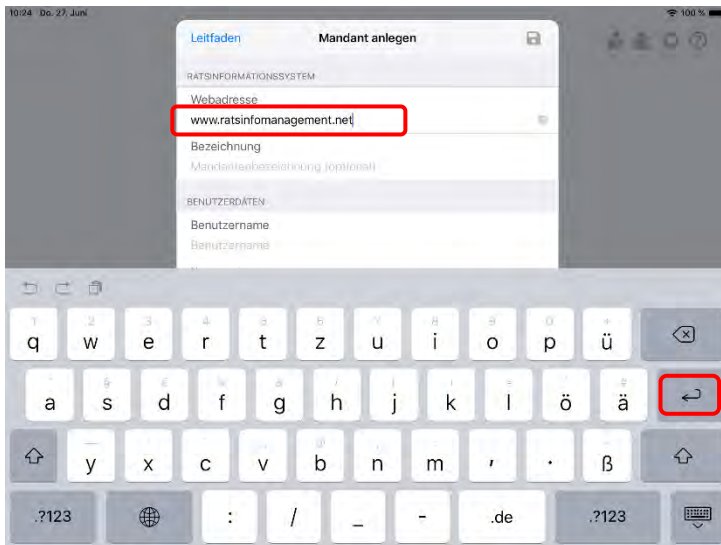 10:24 Do. 27. Juni
100 %
Leitfaden Mandant anlegen
RATSINFORMATIONSSYSTEM
Webadresse
www.ratsinfomanagement.net
Bezeichnung
Mandantenbezeichnung (optional)
BENUTZERDATEN
Benutzername
Benutzername
q w e r t z u i o p ü
a s d f g h j k l ö ä
y x c v b n m , . ß
.?123 : / _ - .de .?123